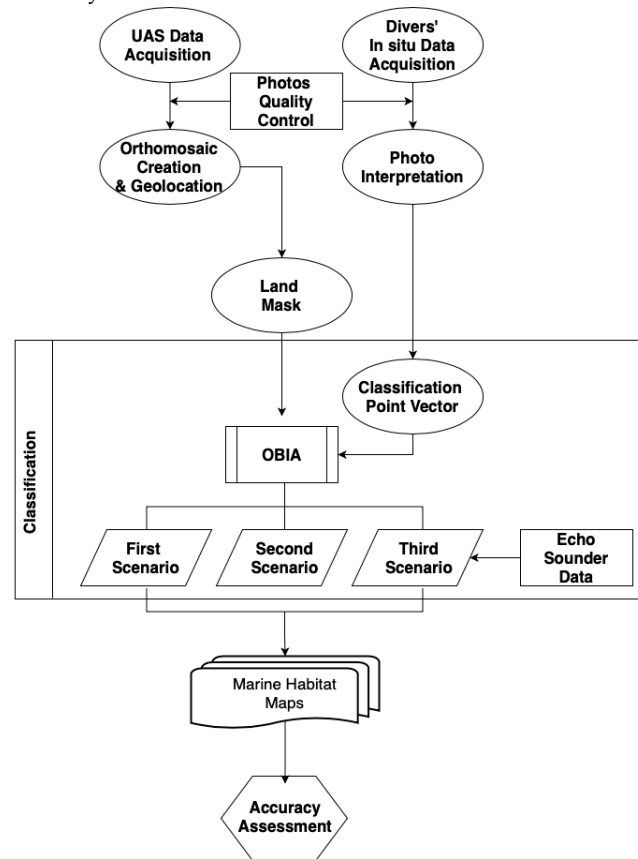 UAS Data
Acquisition
Divers'
In situ Data
Acquisition
Photos
Quality
Control
Orthomosaic
Creation
& Geolocation
Photo
Interpretation
Land
Mask
Classification
Classification
Point Vector
OBIA
First
Scenario
Second
Scenario
Third
Scenario
Echo
Sounder
Data
Marine Habitat
Maps
Accuracy
Assessment